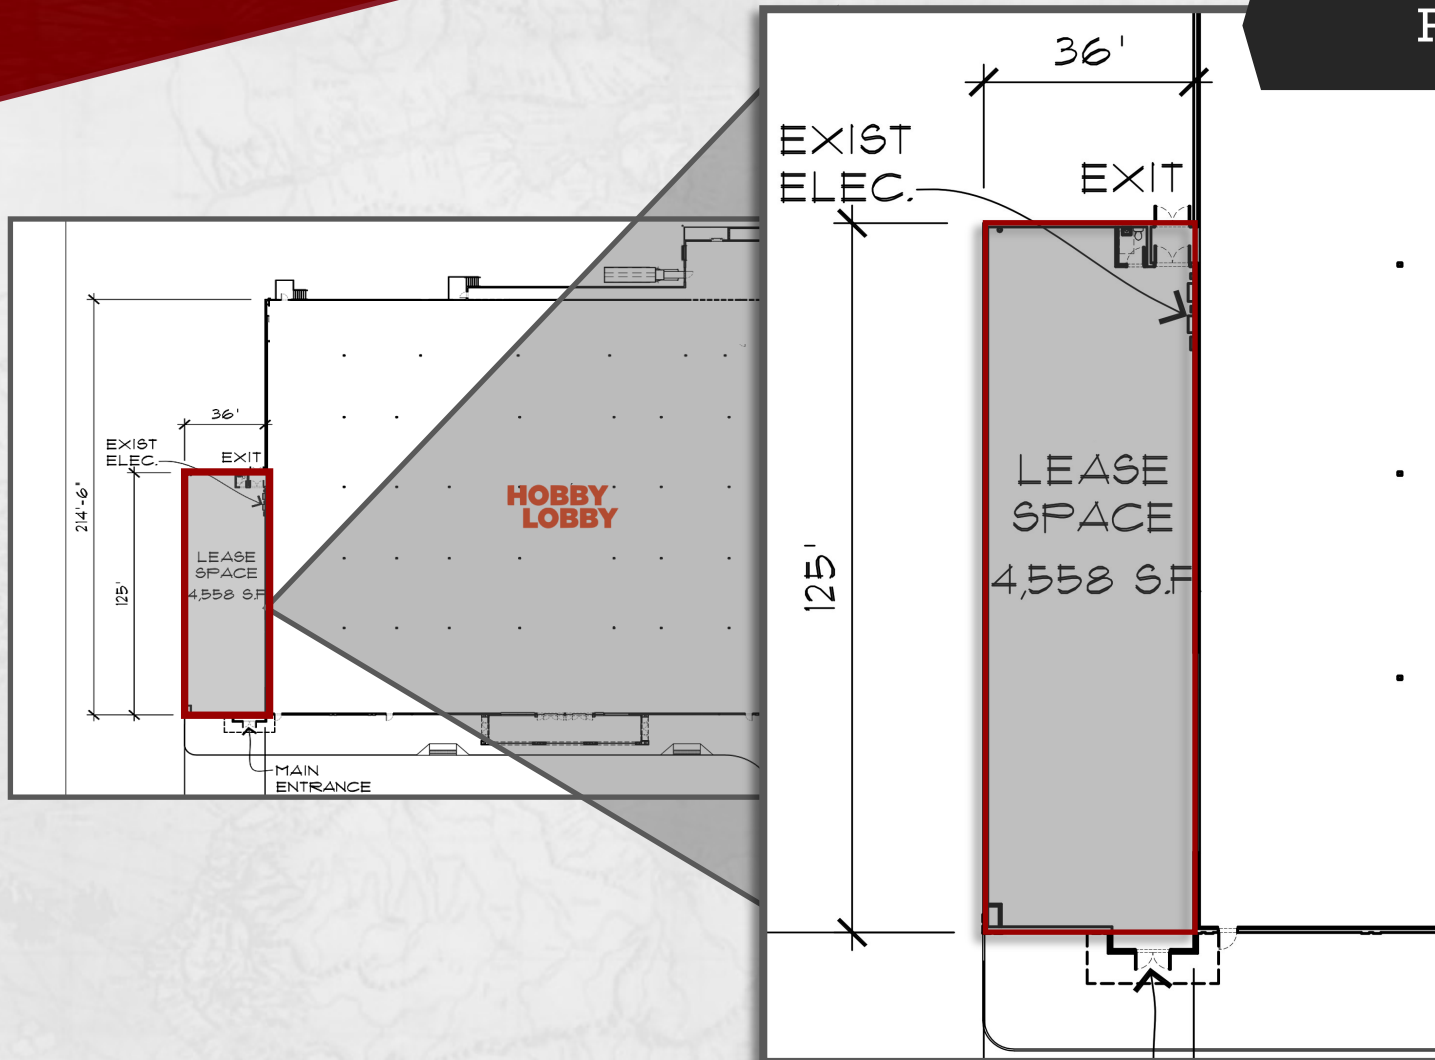 36'
EXIST
ELEC.
EXIT
214'-6"
125'
LEASE
SPACE
4,558 S.F
HOBBY
LOBBY
MAIN
ENTRANCE
36'
EXIST
ELEC.
EXIT
125'
LEASE
SPACE
4,558 S.F